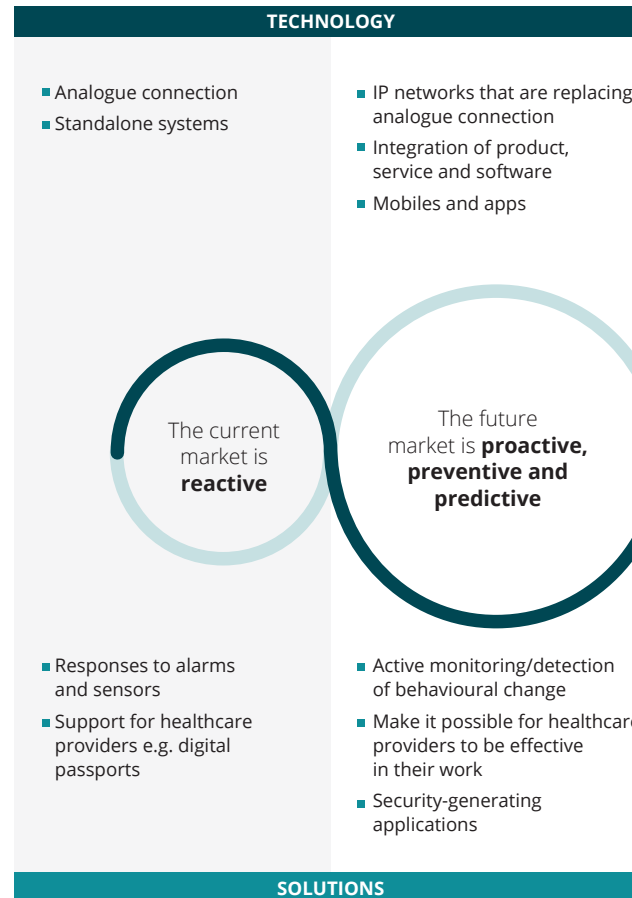 TECHNOLOGY
Analogue connection
Standalone systems
IP networks that are replacing
analogue connection
Integration of product,
service and software
Mobiles and apps
The current
market is
reactive
The future
market is proactive,
preventive and
predictive
Responses to alarms
and sensors
Support for healthcare
providers e.g. digital
passports
Active monitoring/detection
of behavioural change
Make it possible for healthcare
providers to be effective
in their work
Security-generating
applications
SOLUTIONS